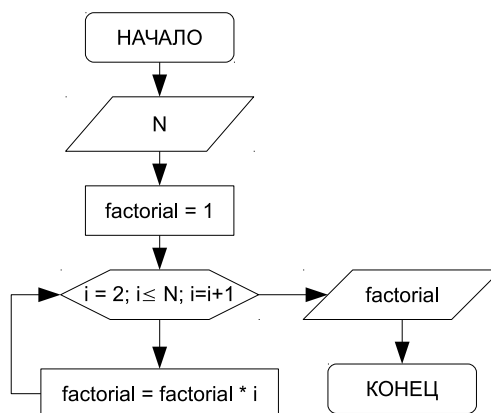 НАЧАЛО
N
factorial = 1
i = 2; i≤ N; i=i+1
factorial
factorial = factorial * i
КОНЕЦ